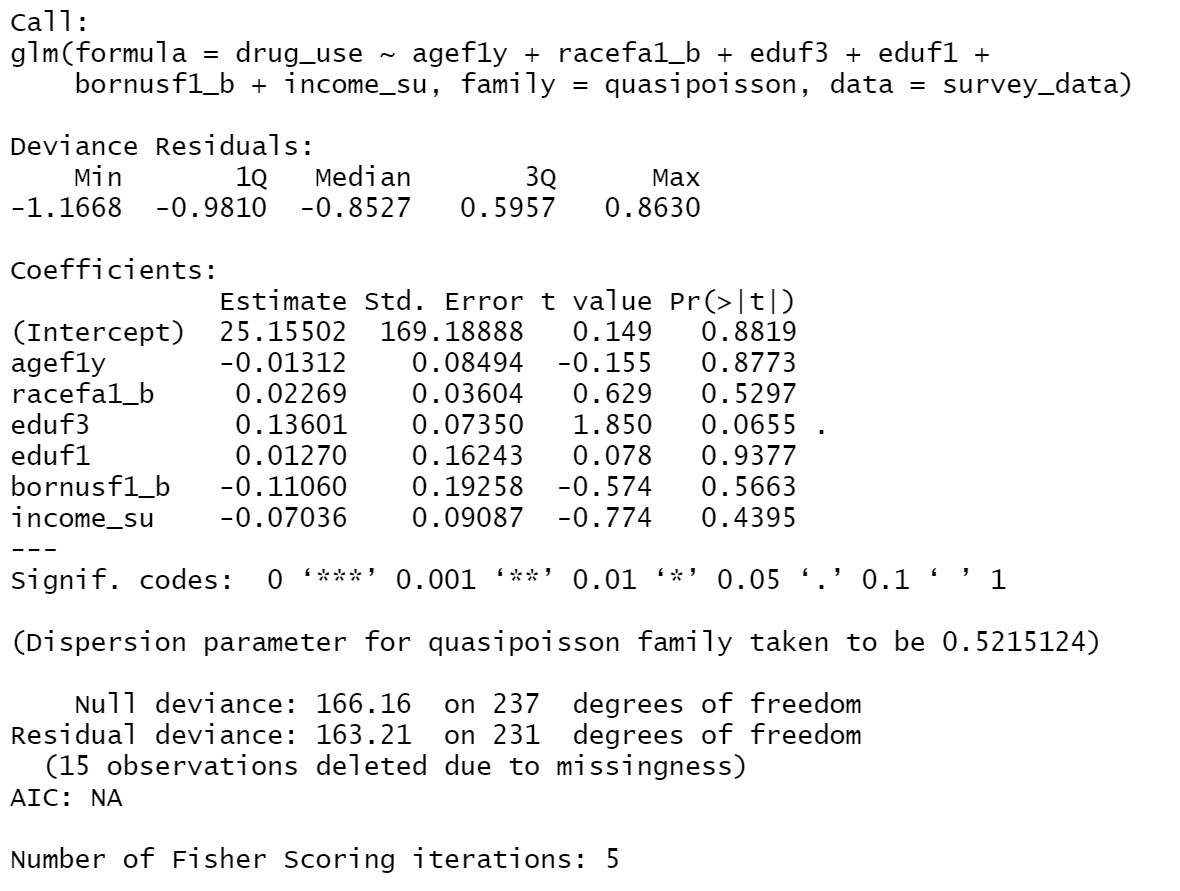 Call:
glm(formula = drug_use ~ agef1y + racefa1_b + eduf3 + eduf1 +
    bornusf1_b + income_su, family = quasipoisson, data = survey_data)

Deviance Residuals:
    Min       1Q   Median       3Q      Max
-1.1668  -0.9810  -0.8527   0.5957   0.8630

Coefficients:
             Estimate Std. Error t value Pr(>|t|)
(Intercept)  25.15502  169.18888   0.149   0.8819
agef1y       -0.01312    0.08494  -0.155   0.8773
racefa1_b     0.02269    0.03604   0.629   0.5297
eduf3         0.13601    0.07350   1.850   0.0655 .
eduf1         0.01270    0.16243   0.078   0.9377
bornusf1_b   -0.11060    0.19258  -0.574   0.5663
income_su    -0.07036    0.09087  -0.774   0.4395
---
Signif. codes:  0 ‘***’ 0.001 ‘**’ 0.01 ‘*’ 0.05 ‘.’ 0.1 ‘ ’ 1

(Dispersion parameter for quasipoisson family taken to be 0.5215124)

    Null deviance: 166.16  on 237  degrees of freedom
Residual deviance: 163.21  on 231  degrees of freedom
  (15 observations deleted due to missingness)
AIC: NA

Number of Fisher Scoring iterations: 5